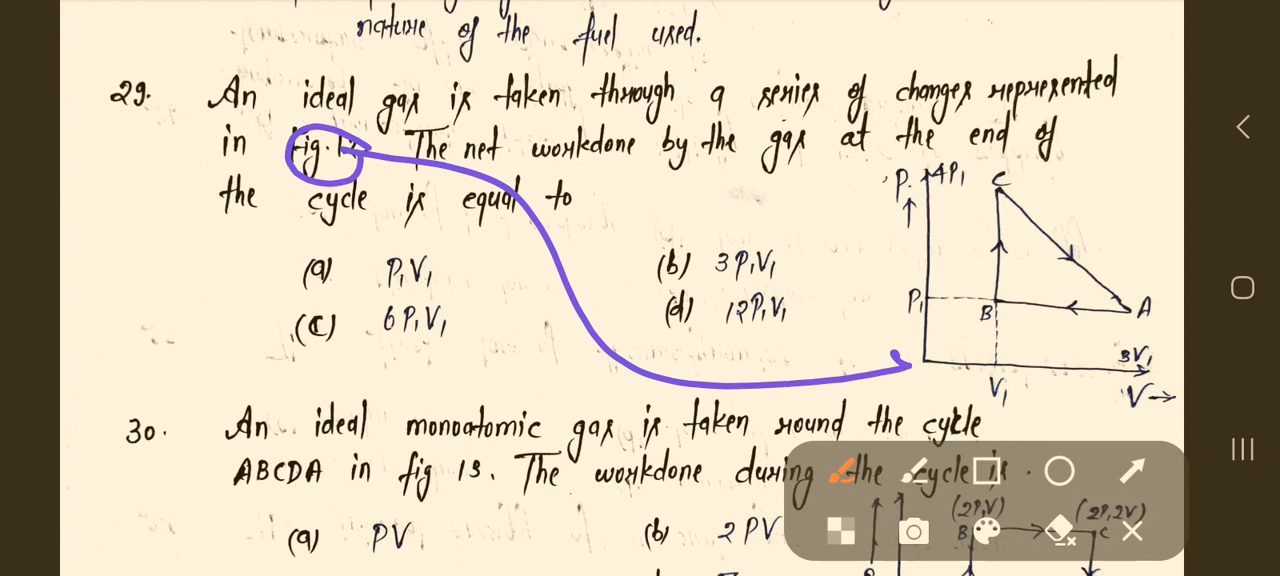 nature of the fuel used.
29. An ideal gas is taken through a series of changes represented
in fig. The net workdone by the gas at the end of
the cycle is equal to
(a) P₁V₁ (b) 3P₁V₁
(c) 6P₁V₁ (d) 12P₁V₁
P 4P₁ C
P₁ B A
3V₁
V₁ V
30. An ideal monoatomic gas is taken round the cycle
ABCDA in fig 13. The workdone during the cycle is.
(a) PV (b) 2PV
(2P,V) (2P,2V)
B C